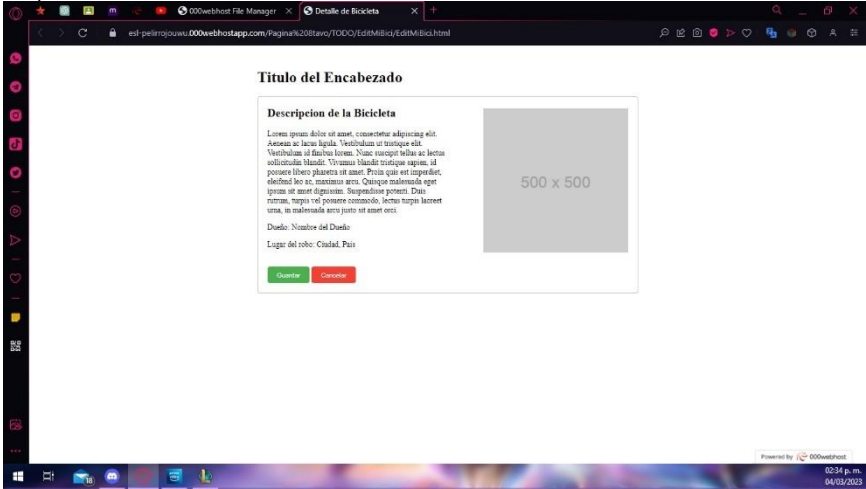 000webhost File Manager
Detalle de Bicicleta
esl-pelirrojouwu.000webhostapp.com/Pagina%208tavo/TODO/EditMiBici/EditMiBici.html
Titulo del Encabezado
Descripcion de la Bicicleta
Lorem ipsum dolor sit amet, consectetur adipiscing elit.
Aenean ac lacus ligula. Vestibulum ut tristique elit.
Vestibulum id finibus lorem. Nunc suscipit tellus ac lectus
sollicitudin blandit. Vivamus blandit tristique sapien, id
posuere libero pharetra sit amet. Proin quis est imperdiet,
eleifend leo ac, maximus arcu. Quisque malesuada eget
ipsum sit amet dignissim. Suspendisse potenti. Duis
rutrum, turpis vel posuere commodo, lectus turpis laoreet
urna, in malesuada arcu justo sit amet orci.
500 x 500
Dueño: Nombre del Dueño
Lugar del robo: Ciudad, Pais
Guardar
Cancelar
Powered by 000webhost
18
02:34 p. m.
04/03/2023